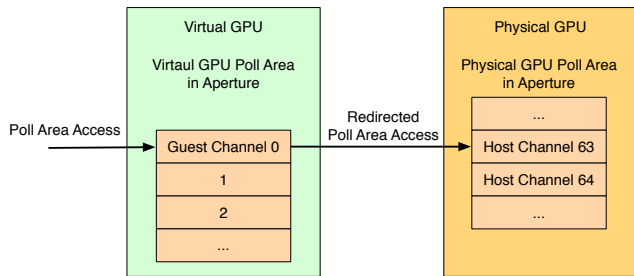 Virtual GPU
Virtaul GPU Poll Area
in Aperture
Poll Area Access
Guest Channel 0
1
2
...
Redirected
Poll Area Access
Physical GPU
Physical GPU Poll Area
in Aperture
...
Host Channel 63
Host Channel 64
...